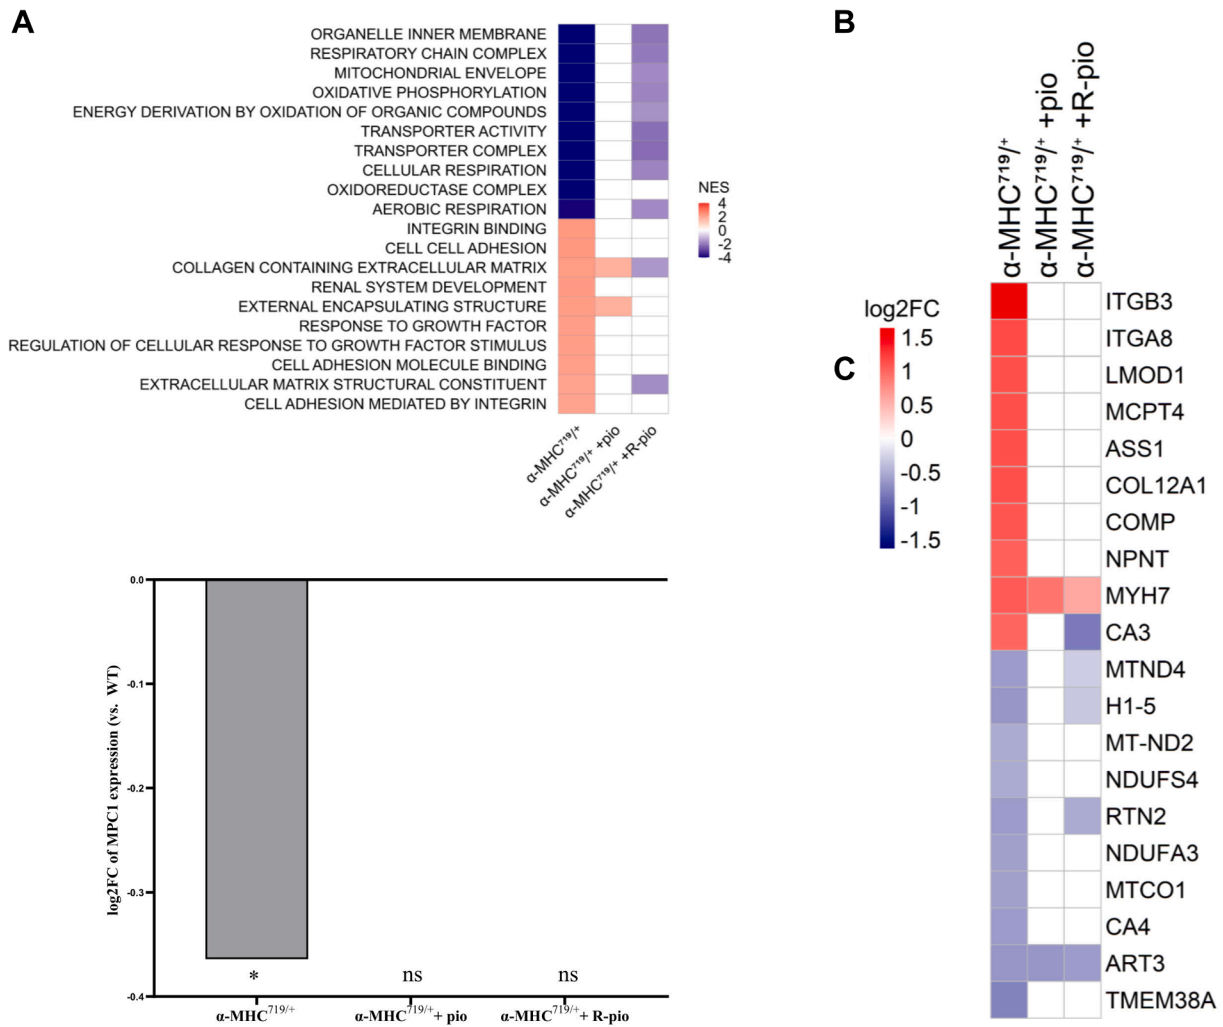 A
ORGANELLE INNER MEMBRANE
RESPIRATORY CHAIN COMPLEX
MITOCHONDRIAL ENVELOPE
OXIDATIVE PHOSPHORYLATION
ENERGY DERIVATION BY OXIDATION OF ORGANIC COMPOUNDS
TRANSPORTER ACTIVITY
TRANSPORTER COMPLEX
CELLULAR RESPIRATION
OXIDOREDUCTASE COMPLEX
AEROBIC RESPIRATION
INTEGRIN BINDING
CELL CELL ADHESION
COLLAGEN CONTAINING EXTRACELLULAR MATRIX
RENAL SYSTEM DEVELOPMENT
EXTERNAL ENCAPSULATING STRUCTURE
RESPONSE TO GROWTH FACTOR
REGULATION OF CELLULAR RESPONSE TO GROWTH FACTOR STIMULUS
CELL ADHESION MOLECULE BINDING
EXTRACELLULAR MATRIX STRUCTURAL CONSTITUENT
CELL ADHESION MEDIATED BY INTEGRIN
α-MHC⁷¹⁹/⁺
α-MHC⁷¹⁹/⁺ +pio
α-MHC⁷¹⁹/⁺ +R-pio
NES
4
2
0
-2
-4
B
α-MHC⁷¹⁹/⁺
α-MHC⁷¹⁹/⁺ +pio
α-MHC⁷¹⁹/⁺ +R-pio
log2FC
1.5
1
0.5
0
-0.5
-1
-1.5
ITGB3
ITGA8
LMOD1
MCPT4
ASS1
COL12A1
COMP
NPNT
MYH7
CA3
MTND4
H1-5
MT-ND2
NDUFS4
RTN2
NDUFA3
MTCO1
CA4
ART3
TMEM38A
C
log2FC of MPC1 expression (vs. WT)
0.0
-0.1
-0.2
-0.3
-0.4
*
ns
ns
α-MHC⁷¹⁹/⁺
α-MHC⁷¹⁹/⁺+ pio
α-MHC⁷¹⁹/⁺+ R-pio